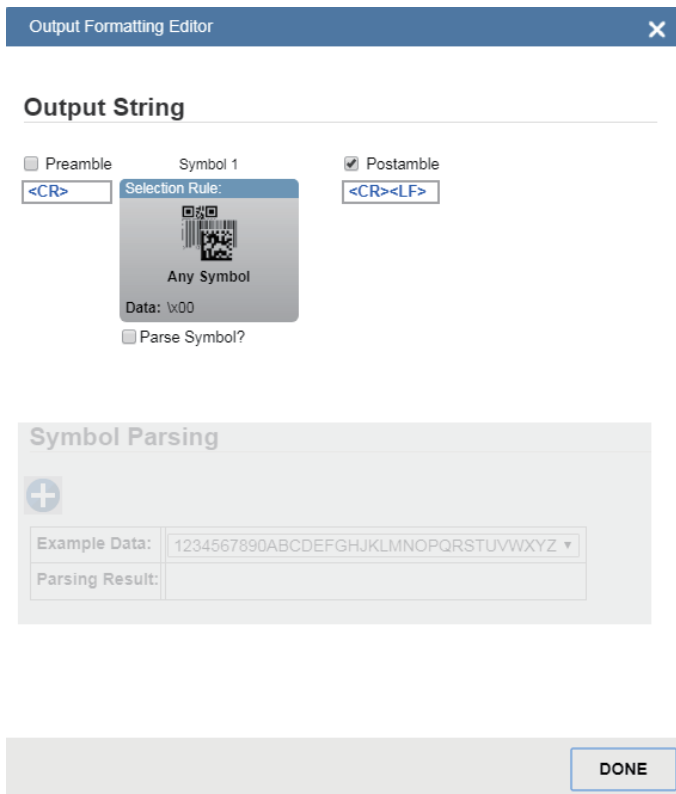 Output Formatting Editor
Output String
Preamble Symbol 1 Postamble
<CR> Selection Rule: <CR><LF>
Any Symbol
Data: \x00
Parse Symbol?
Symbol Parsing
Example Data: 1234567890ABCDEFGHJKLMNOPQRSTUVWXYZ
Parsing Result:
DONE